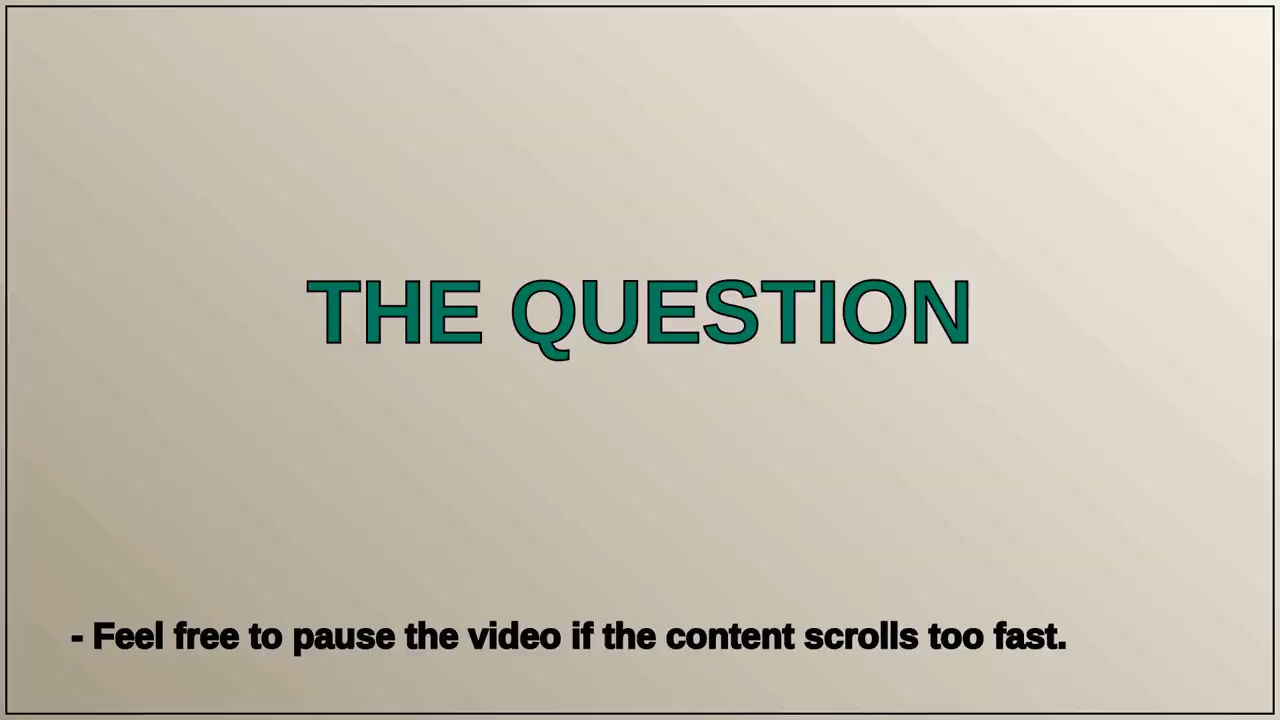 THE QUESTION
- Feel free to pause the video if the content scrolls too fast.